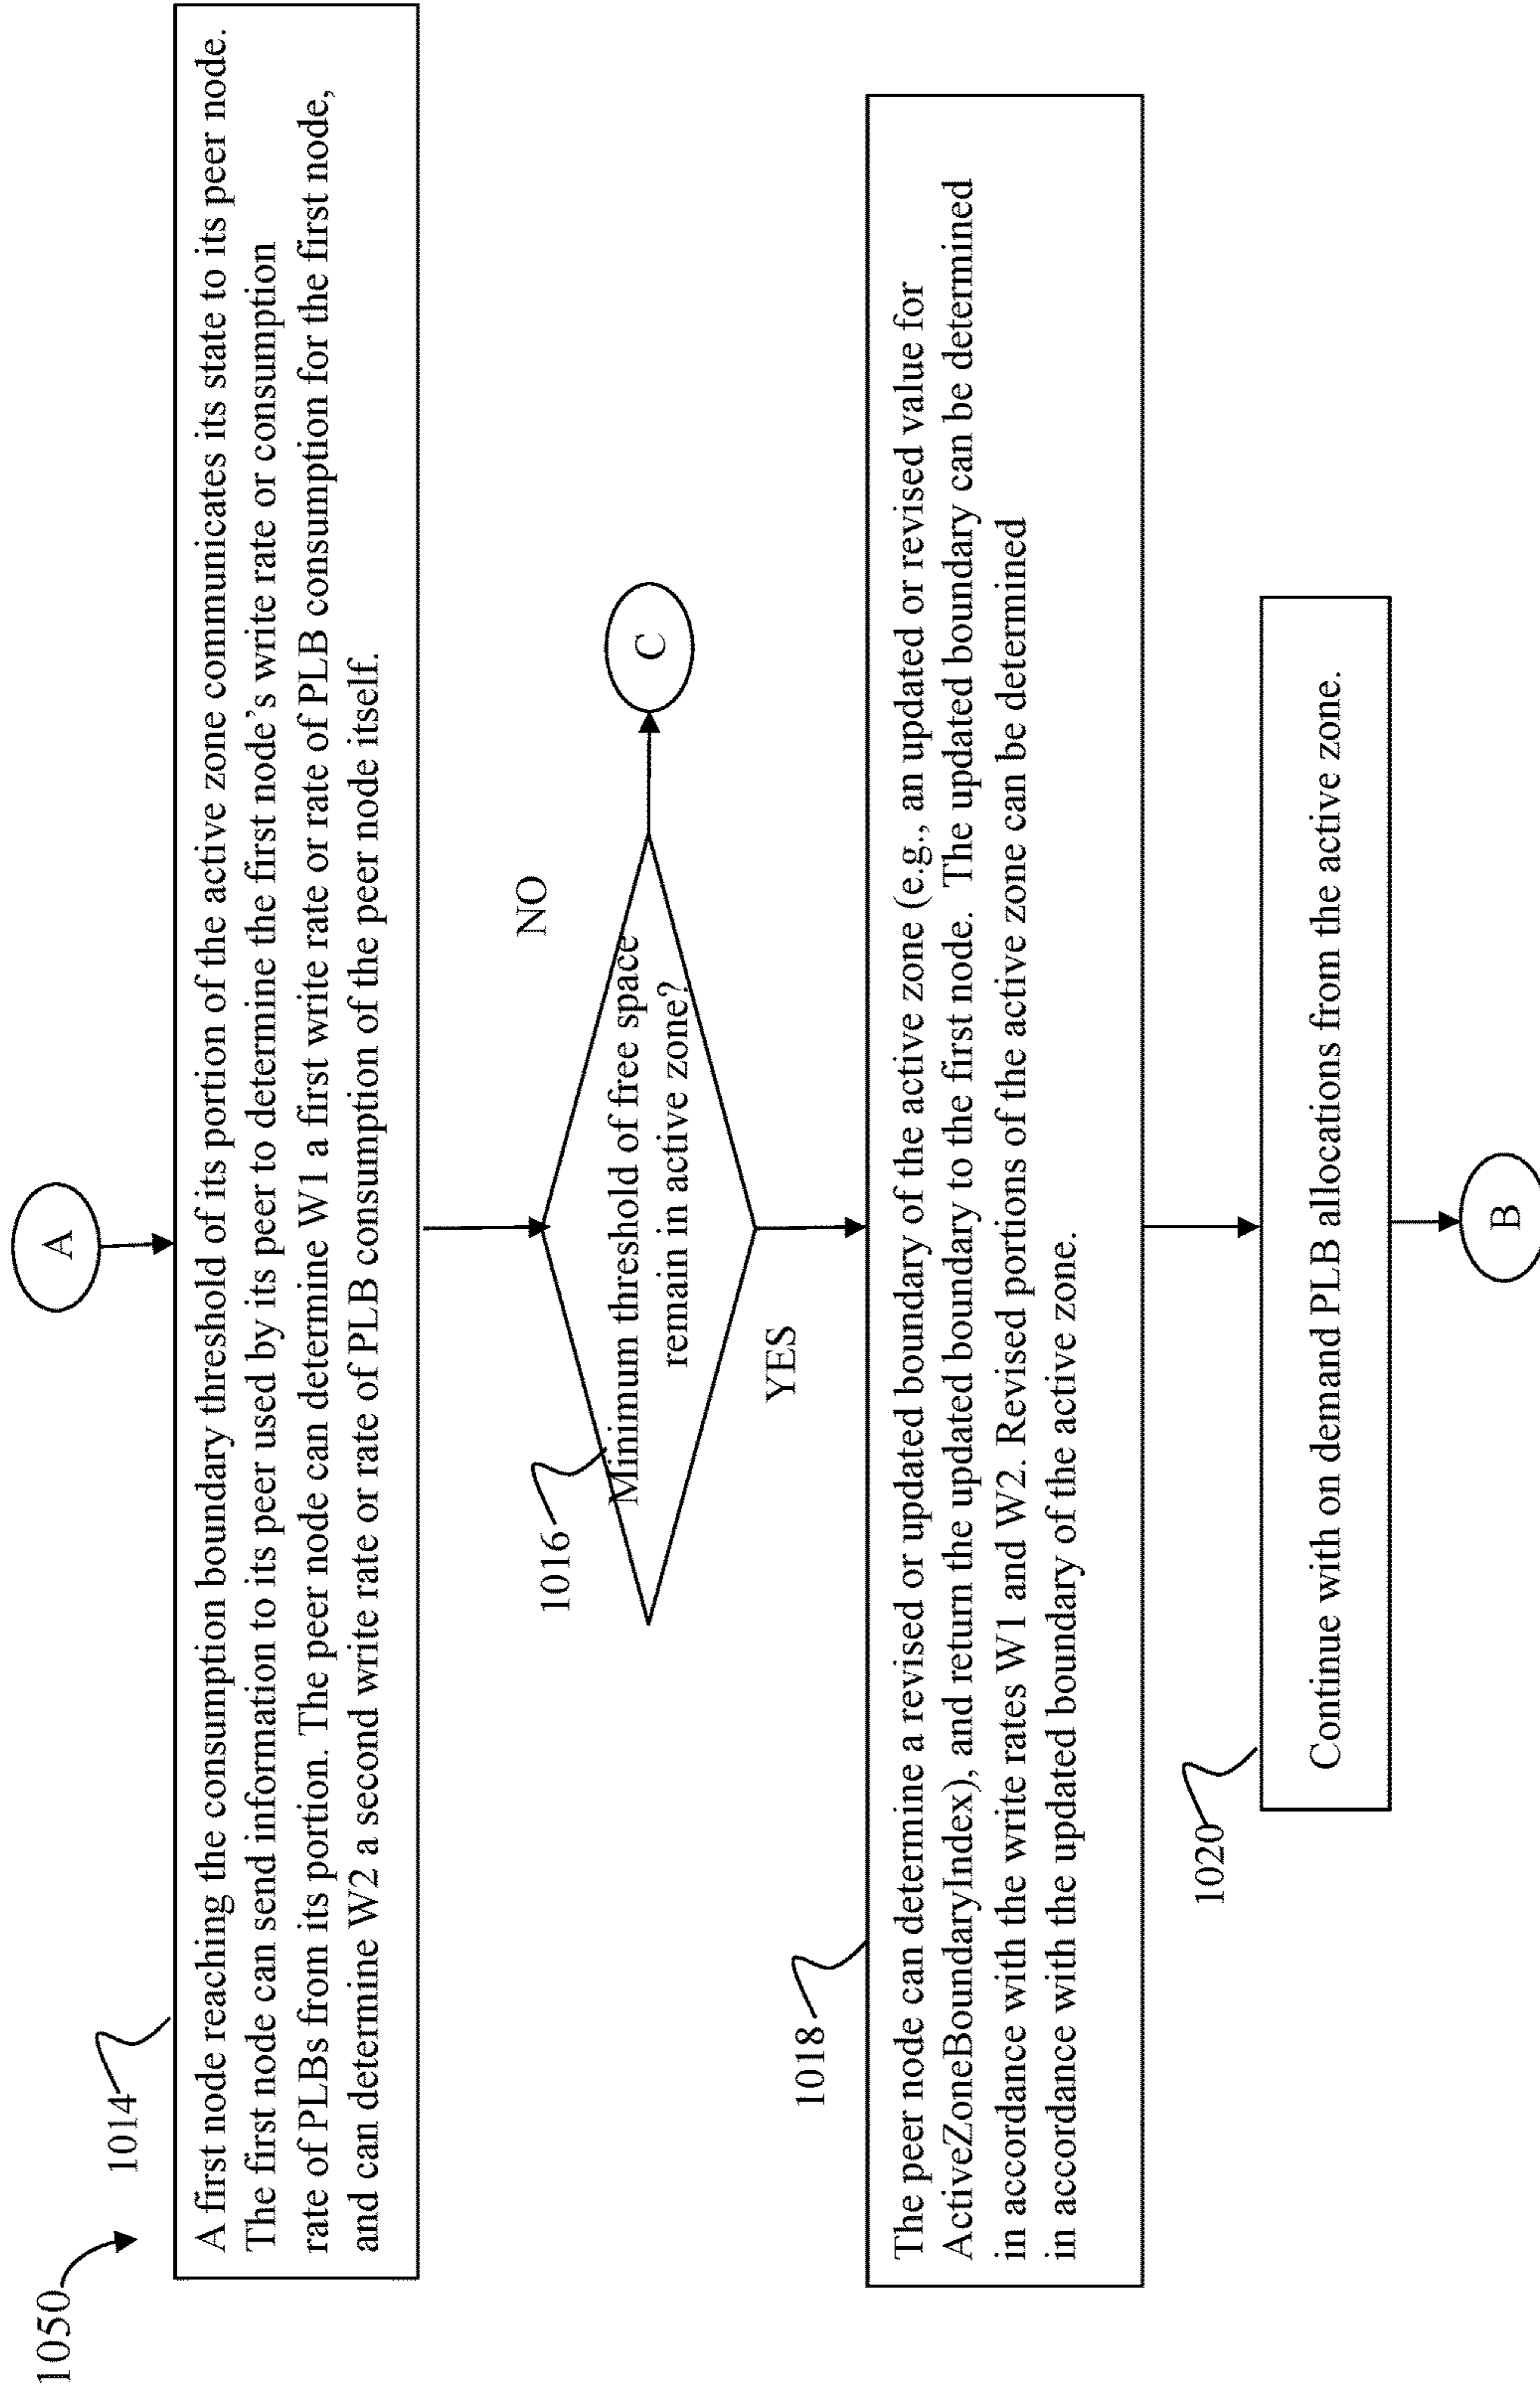 1050
A
1014
A first node reaching the consumption boundary threshold of its portion of the active zone communicates its state to its peer node.
The first node can send information to its peer used by its peer to determine the first node's write rate or consumption
rate of PLBs from its portion. The peer node can determine W1 a first write rate or rate of PLB consumption for the first node,
and can determine W2 a second write rate or rate of PLB consumption of the peer node itself.
1016
Minimum threshold of free space
remain in active zone?
NO
C
YES
1018
The peer node can determine a revised or updated boundary of the active zone (e.g., an updated or revised value for
ActiveZoneBoundaryIndex), and return the updated boundary to the first node. The updated boundary can be determined
in accordance with the write rates W1 and W2. Revised portions of the active zone can be determined
in accordance with the updated boundary of the active zone.
1020
Continue with on demand PLB allocations from the active zone.
B